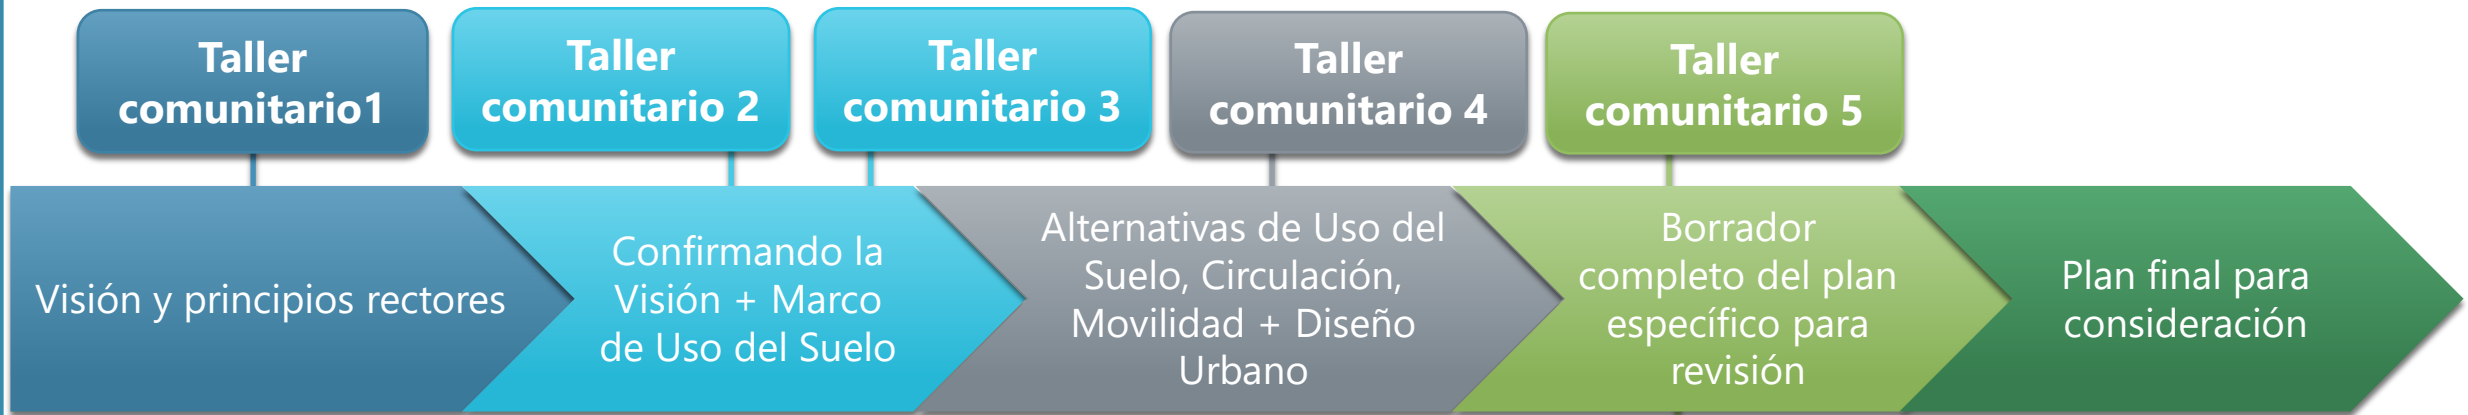 Taller
comunitario1
Taller
comunitario 2
Taller
comunitario 3
Taller
comunitario 4
Taller
comunitario 5
Visión y principios rectores
Confirmando la
Visión + Marco
de Uso del Suelo
Alternativas de Uso del
Suelo, Circulación,
Movilidad + Diseño
Urbano
Borrador
completo del plan
específico para
revisión
Plan final para
consideración